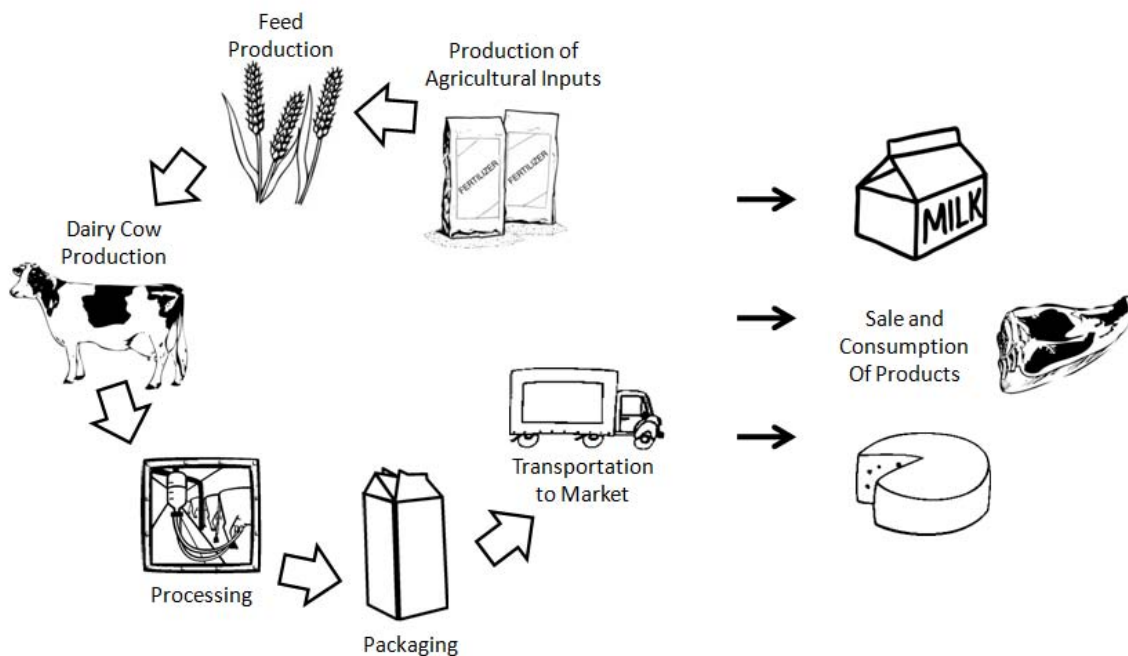 Feed
Production
Production of
Agricultural Inputs
FERTILIZER
FERTILIZER
Dairy Cow
Production
Processing
Packaging
Transportation
to Market
MILK
Sale and
Consumption
Of Products